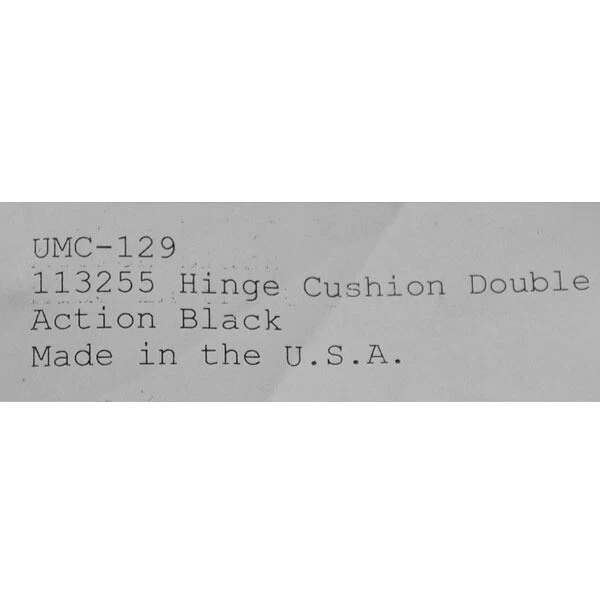 UMC-129
113255 Hinge Cushion Double
Action Black
Made in the U.S.A.